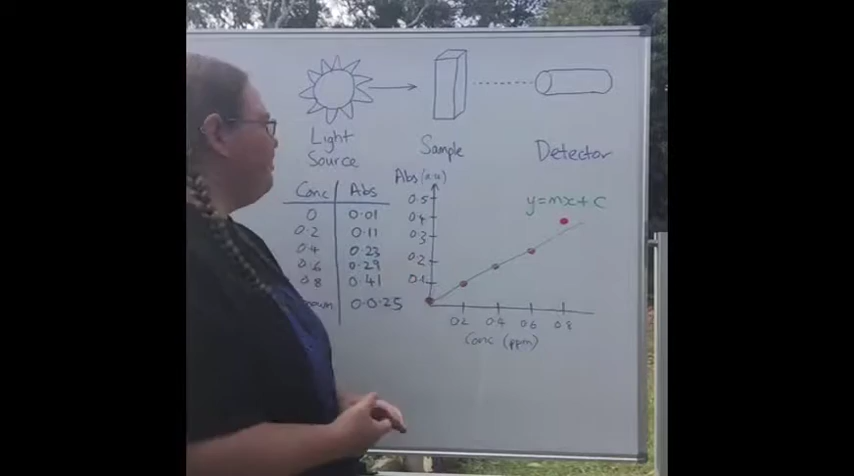 Light Source
Sample
Detector
Conc Abs
0 0.01
0.2 0.11
0.4 0.23
0.6 0.29
0.8 0.41
0.0.25
Abs (au)
0.5
0.4
0.3
0.2
0.1
y=mx+c
0.2 0.4 0.6 0.8
Conc (ppm)